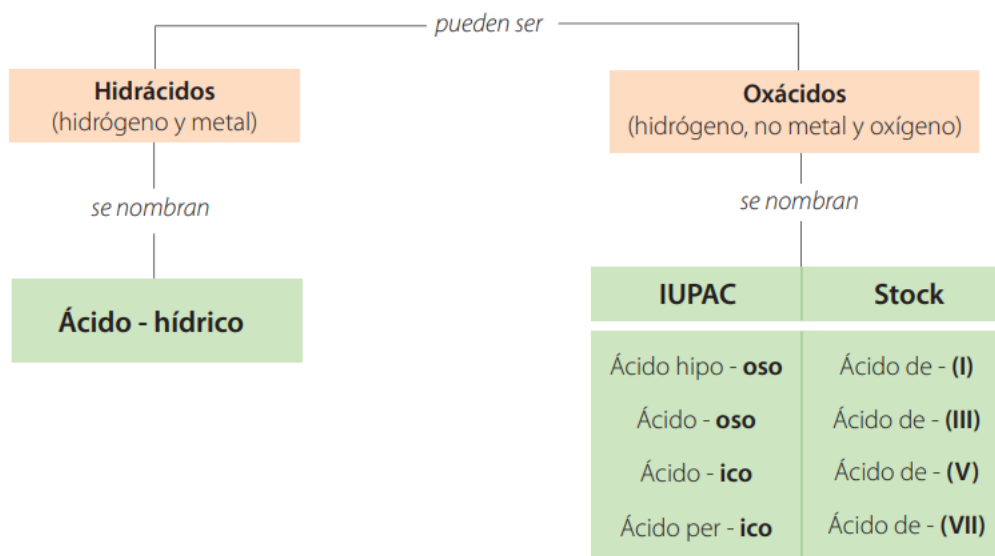 pueden ser
Hidrácidos
(hidrógeno y metal)
se nombran
Ácido - hídrico
Oxácidos
(hidrógeno, no metal y oxígeno)
se nombran
IUPAC Stock
Ácido hipo - oso Ácido de - (I)
Ácido - oso Ácido de - (III)
Ácido - ico Ácido de - (V)
Ácido per - ico Ácido de - (VII)